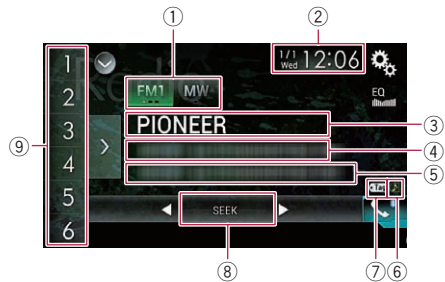 ① ②
1
1/1
Wed 12:06
2
FM1 MW
EQ
3
PIONEER
③
④
⑨
4
⑤
5
SEEK
6
⑧ ⑦ ⑥